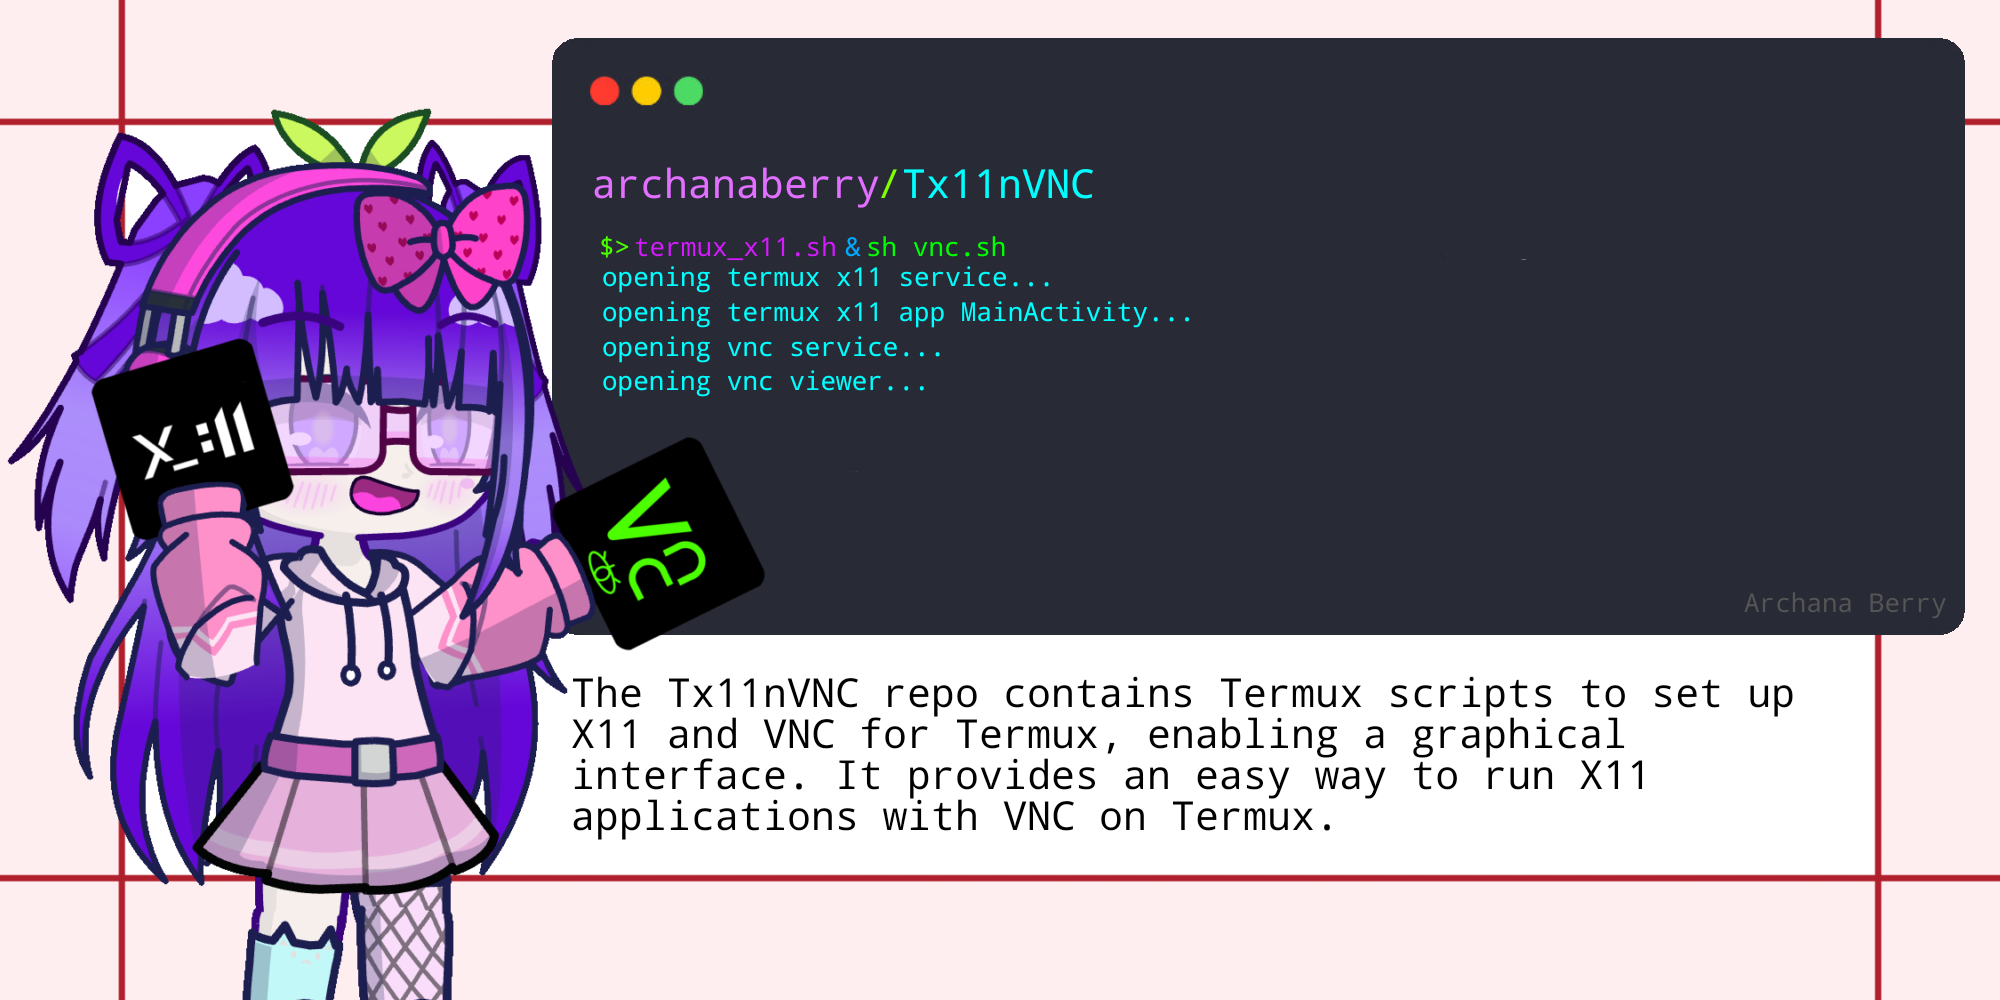 archanaberry/Tx11nVNC
$> termux_x11.sh & sh vnc.sh
opening termux x11 service...
opening termux x11 app MainActivity...
opening vnc service...
opening vnc viewer...
X_:11
VNC
Archana Berry
The Tx11nVNC repo contains Termux scripts to set up
X11 and VNC for Termux, enabling a graphical
interface. It provides an easy way to run X11
applications with VNC on Termux.